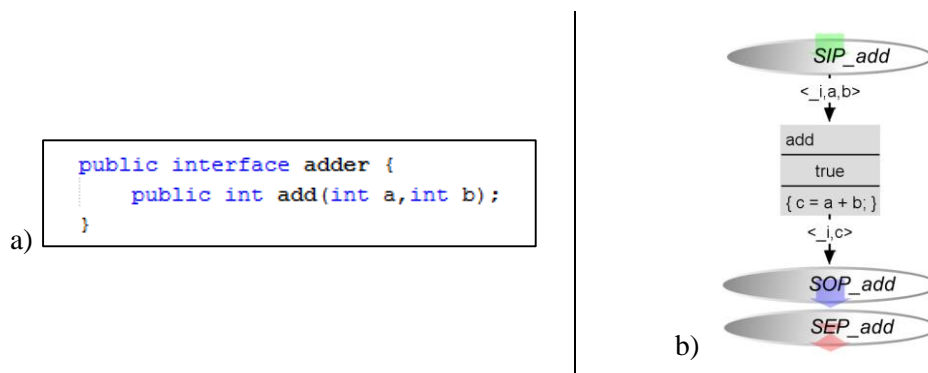 public interface adder {
public int add(int a,int b);
}
a)
SIP_add
<_i,a,b>
add
true
{ c = a + b; }
<_i,c>
SOP_add
SEP_add
b)